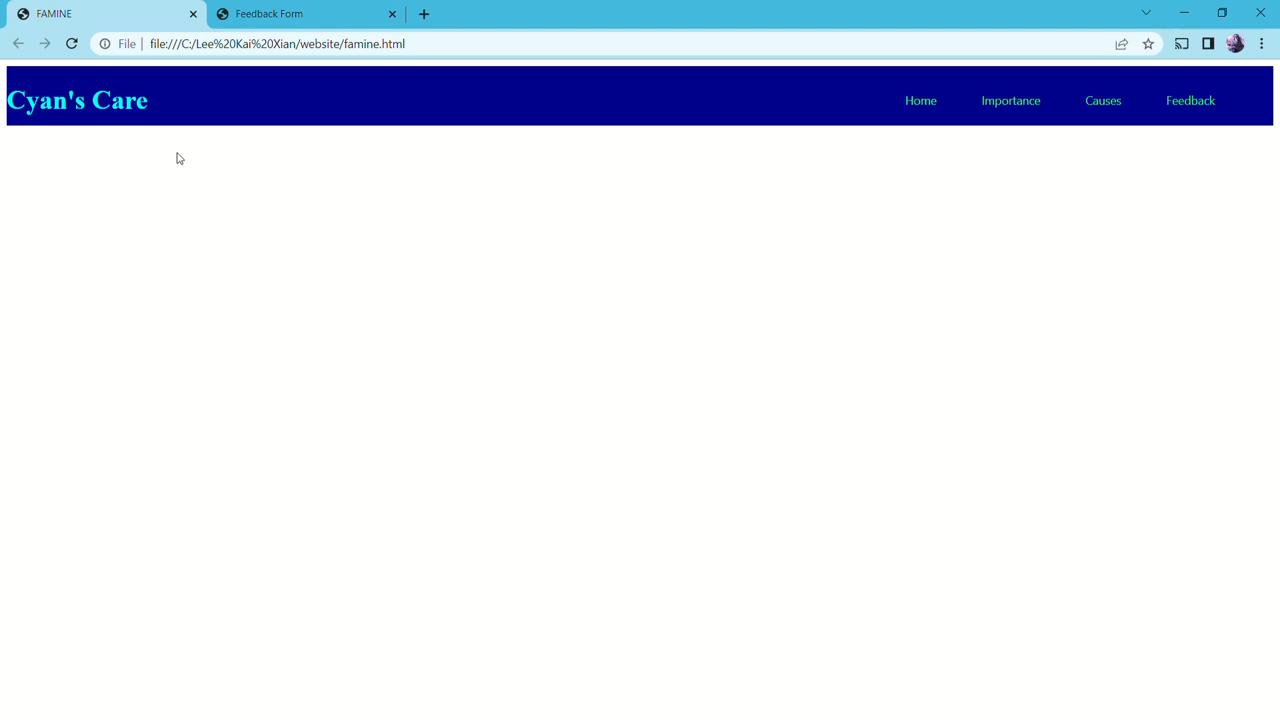 FAMINE
Feedback Form
File
file:///C:/Lee%20Kai%20Xian/website/famine.html
Cyan's Care
Home
Importance
Causes
Feedback